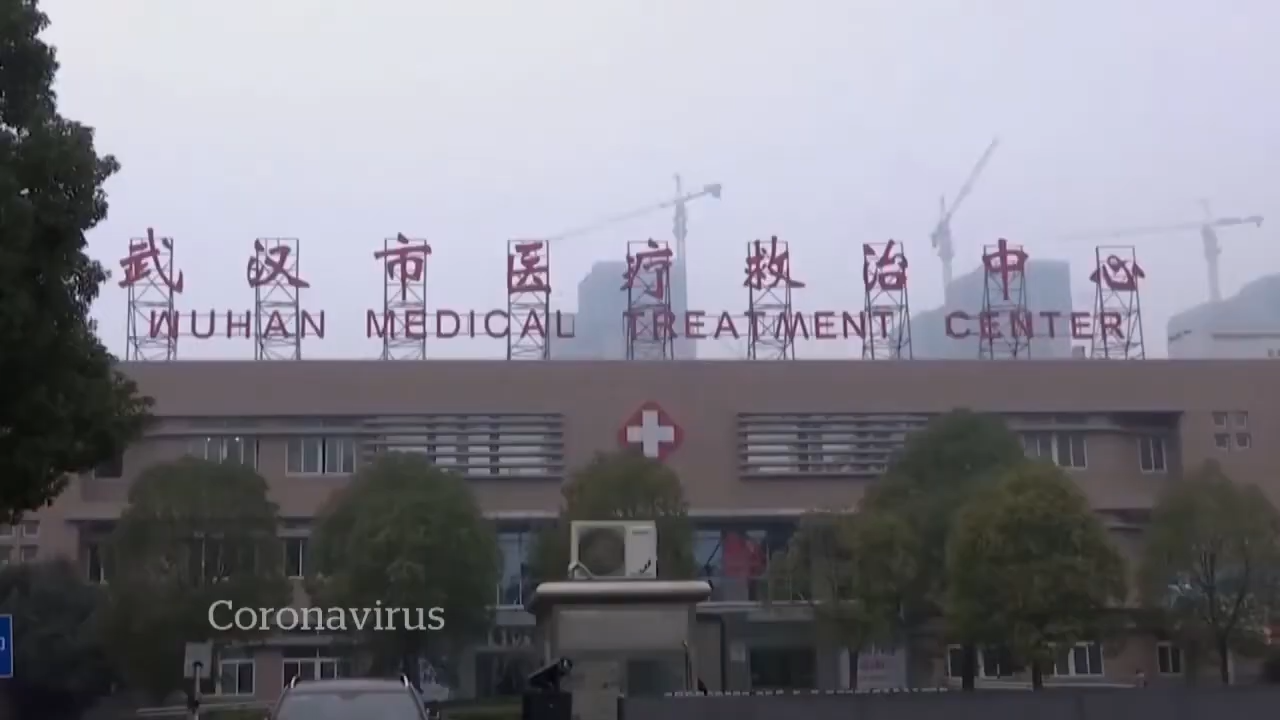 武汉市医疗救治中心
WUHAN MEDICAL TREATMENT CENTER
Coronavirus